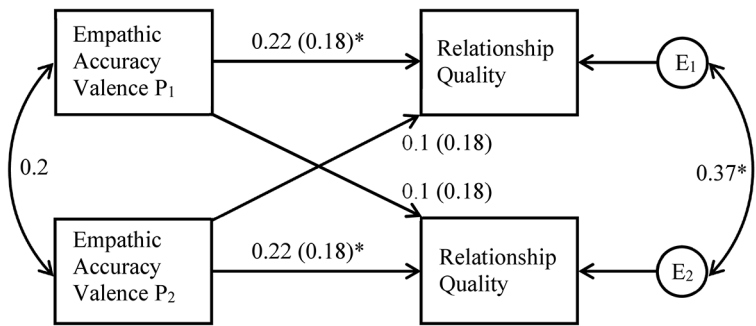 Empathic
Accuracy
Valence P₁
0.22 (0.18)*
Relationship
Quality
E₁
0.1 (0.18)
0.2
0.37*
0.1 (0.18)
Empathic
Accuracy
Valence P₂
0.22 (0.18)*
Relationship
Quality
E₂